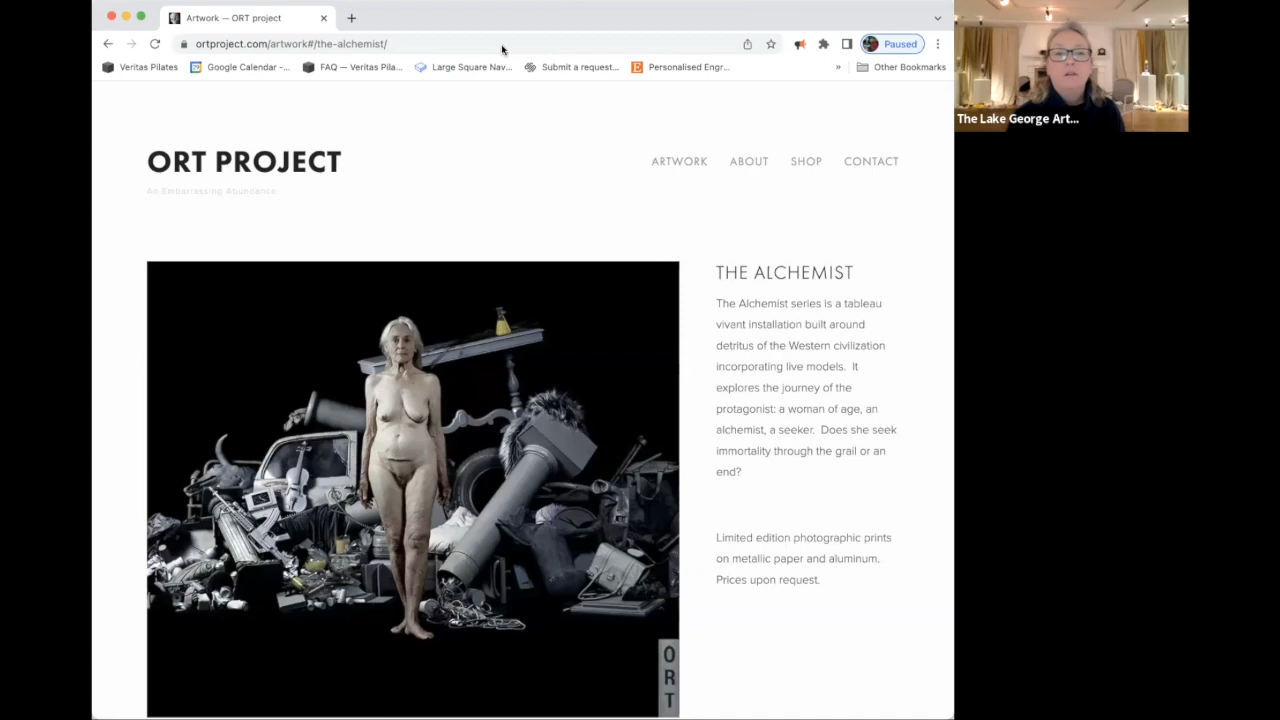 Artwork — ORT project
ortproject.com/artwork#/the-alchemist/
Paused
Veritas Pilates
Google Calendar -...
FAQ — Veritas Pila...
Large Square Nav...
Submit a request...
Personalised Engr...
»
Other Bookmarks
The Lake George Art...
ORT PROJECT
An Embarrassing Abundance
ARTWORK
ABOUT
SHOP
CONTACT
THE ALCHEMIST
The Alchemist series is a tableau
vivant installation built around
detritus of the Western civilization
incorporating live models. It
explores the journey of the
protagonist: a woman of age, an
alchemist, a seeker. Does she seek
immortality through the grail or an
end?
Limited edition photographic prints
on metallic paper and aluminum.
Prices upon request.
O
R
T